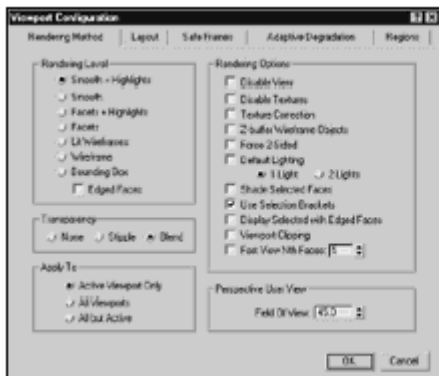 Viewport Configuration
Rendering Method
Layout
Safe Frames
Adaptive Degradation
Regions
Rendering Level
Smooth + Highlights
Smooth
Facets + Highlights
Facets
Lit Wireframes
Wireframe
Bounding Box
Edged Faces
Transparency
None
Stipple
Blend
Apply To
Active Viewport Only
All Viewports
All but Active
Rendering Options
Disable View
Disable Textures
Texture Correction
Z-buffer Wireframe Objects
Force 2-Sided
Default Lighting
1 Light
2 Lights
Shade Selected Faces
Use Selection Brackets
Display Selected with Edged Faces
Viewport Clipping
Fast View Nth Faces: 5
Perspective User View
Field Of View: 45.0
OK
Cancel